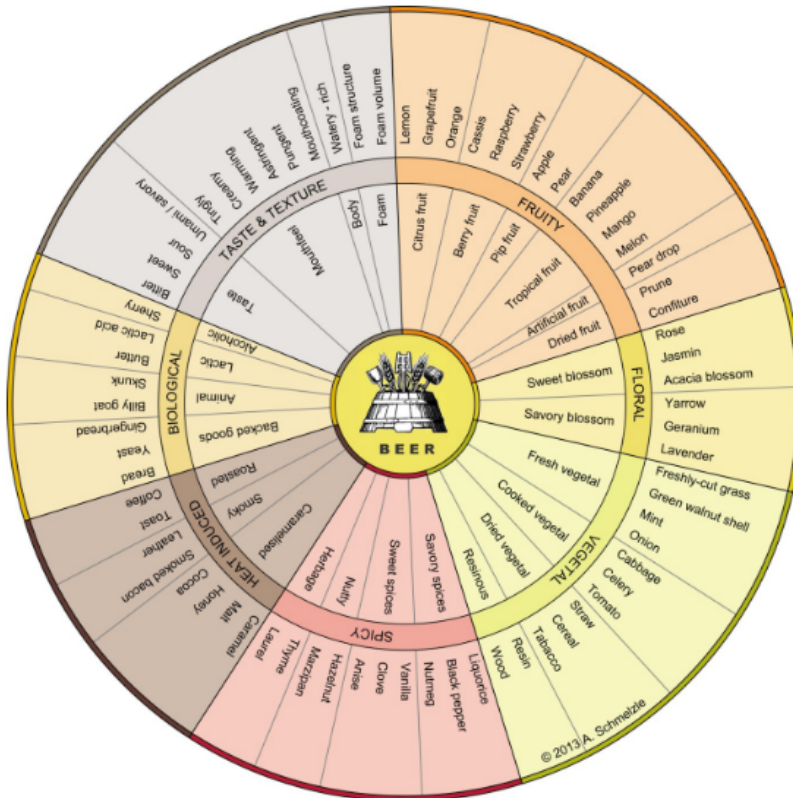 Foam volume
Foam structure
Watery - rich
Mouthcoating
Pungent
Astringent
Warming
Creamy
Tingly
Umami / savory
Sour
Sweet
Bitter
TASTE & TEXTURE
Foam
Body
Mouthfeel
Taste
Lemon
Grapefruit
Orange
Cassis
Raspberry
Strawberry
Apple
Pear
Banana
Pineapple
Mango
Melon
Pear drop
Prune
Confiture
FRUITY
Citrus fruit
Berry fruit
Pip fruit
Tropical fruit
Artificial fruit
Dried fruit
Rose
Jasmin
Acacia blossom
Yarrow
Geranium
Lavender
FLORAL
Sweet blossom
Savory blossom
Freshly-cut grass
Green walnut shell
Mint
Onion
Cabbage
Celery
Tomato
Straw
Cereal
Tabacco
Resin
Wood
VEGETAL
Fresh vegetal
Cooked vegetal
Dried vegetal
Resinous
Liquorice
Black pepper
Nutmeg
Vanilla
Clove
Anise
Hazelnut
Marzipan
Thyme
Laurel
SPICY
Savory spices
Sweet spices
Nutty
Herbage
Caramel
Malt
Honey
Cocoa
Smoked bacon
Leather
Toast
Coffee
HEAT INDUCED
Caramelised
Smoky
Roasted
Bread
Yeast
Gingerbread
Billy goat
Skunk
Butter
Lactic acid
Sherry
BIOLOGICAL
Backed goods
Animal
Lactic
Alcoholic
BEER
© 2013 A. Schmelzle